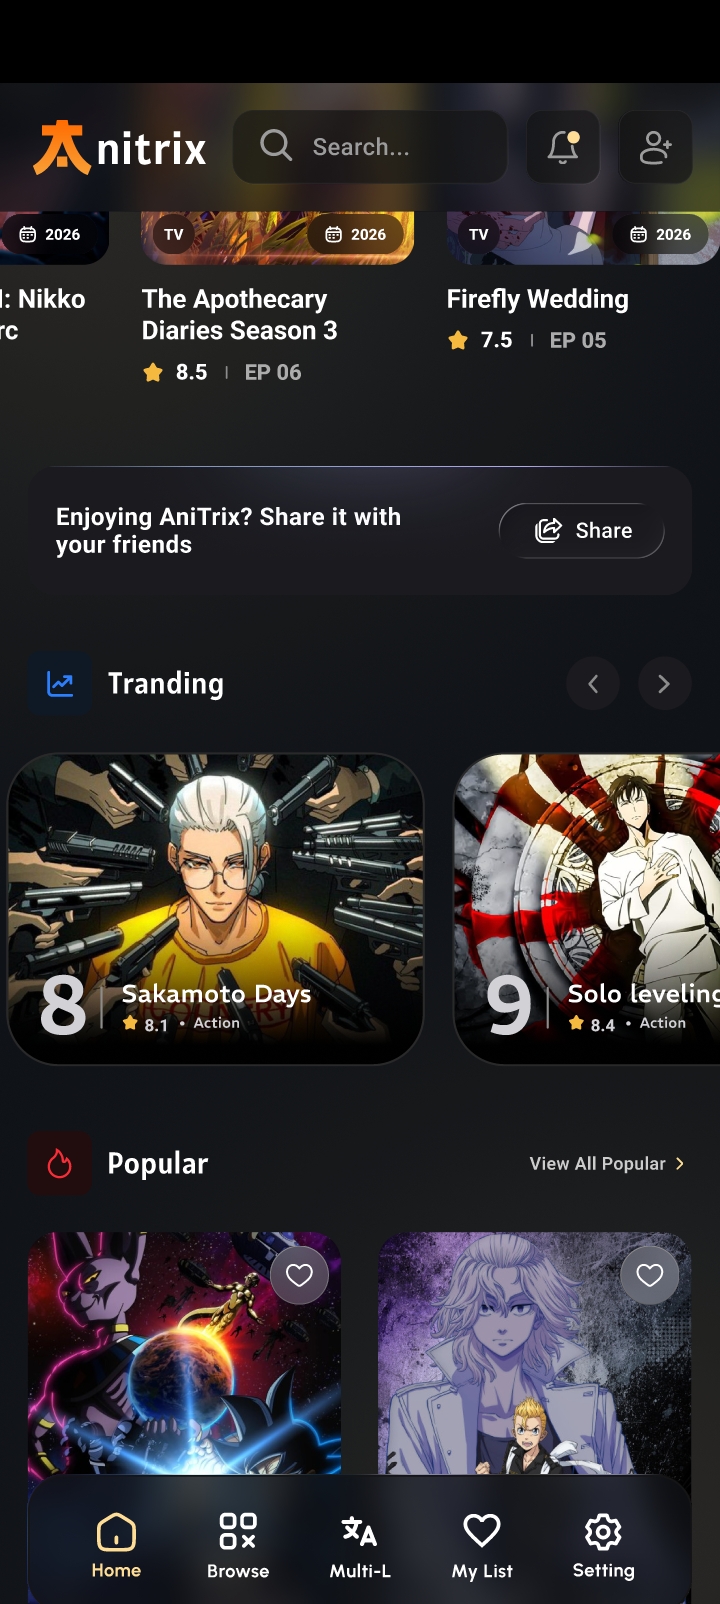 nitrix
Search...
2026
TV
2026
TV
2026
: Nikko
rc
The Apothecary
Diaries Season 3
8.5
EP 06
Firefly Wedding
7.5
EP 05
Enjoying AniTrix? Share it with
your friends
Share
Tranding
8
Sakamoto Days
8.1 • Action
9
Solo leveling
8.4 • Action
Popular
View All Popular
Home
Browse
Multi-L
My List
Setting